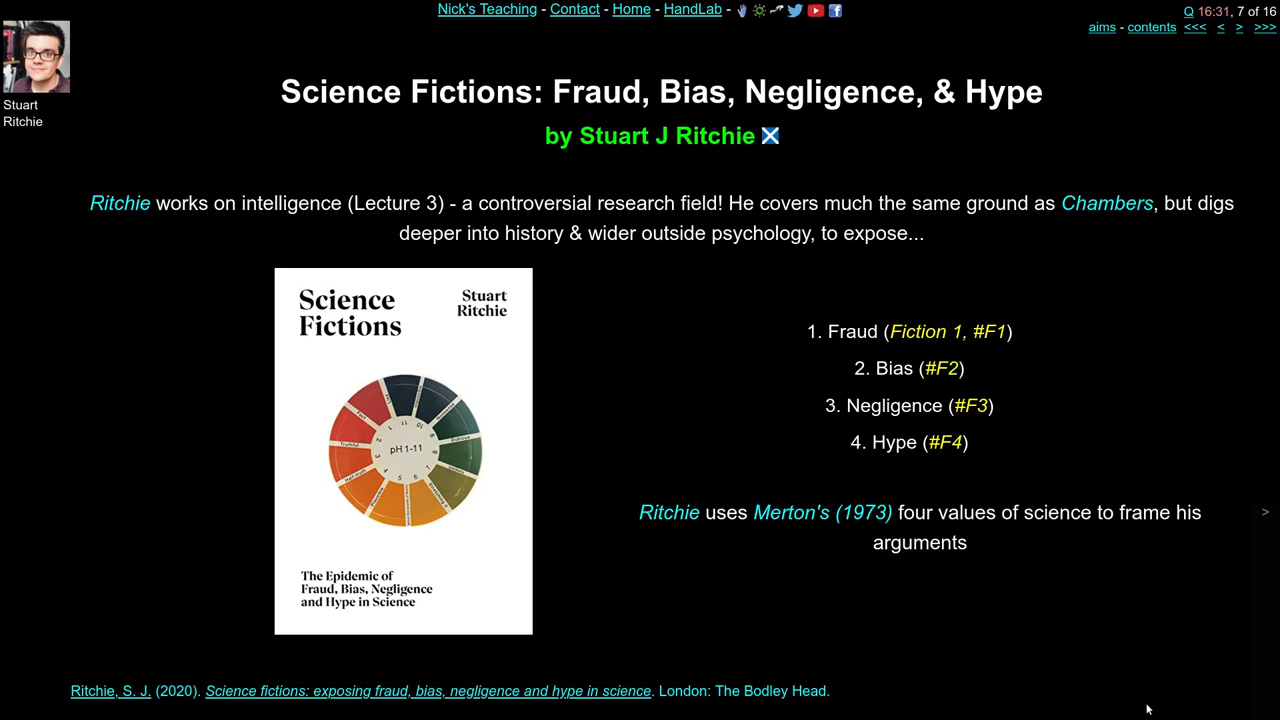 Nick's Teaching - Contact - Home - HandLab -
Q 16:31, 7 of 16
aims - contents <<< < > >>>
Stuart
Ritchie
Science Fictions: Fraud, Bias, Negligence, & Hype
by Stuart J Ritchie
Ritchie works on intelligence (Lecture 3) - a controversial research field! He covers much the same ground as Chambers, but digs
deeper into history & wider outside psychology, to expose...
Science
Fictions
Stuart
Ritchie
pH 1-11
Truthful
The Epidemic of
Fraud, Bias, Negligence
and Hype in Science
1. Fraud (Fiction 1, #F1)
2. Bias (#F2)
3. Negligence (#F3)
4. Hype (#F4)
Ritchie uses Merton's (1973) four values of science to frame his
arguments
>
Ritchie, S. J. (2020). Science fictions: exposing fraud, bias, negligence and hype in science. London: The Bodley Head.